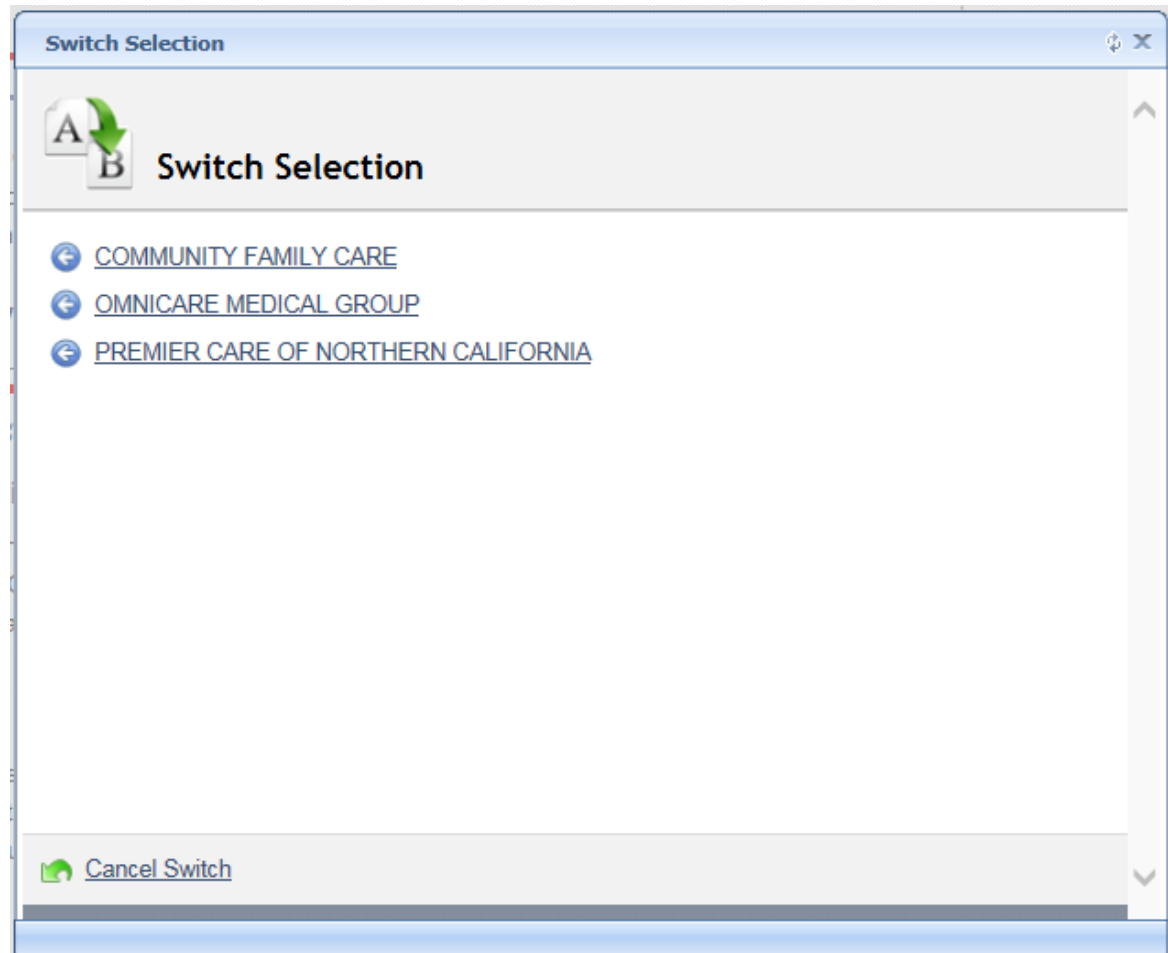 Switch Selection
A
B
Switch Selection
COMMUNITY FAMILY CARE
OMNICARE MEDICAL GROUP
PREMIER CARE OF NORTHERN CALIFORNIA
Cancel Switch